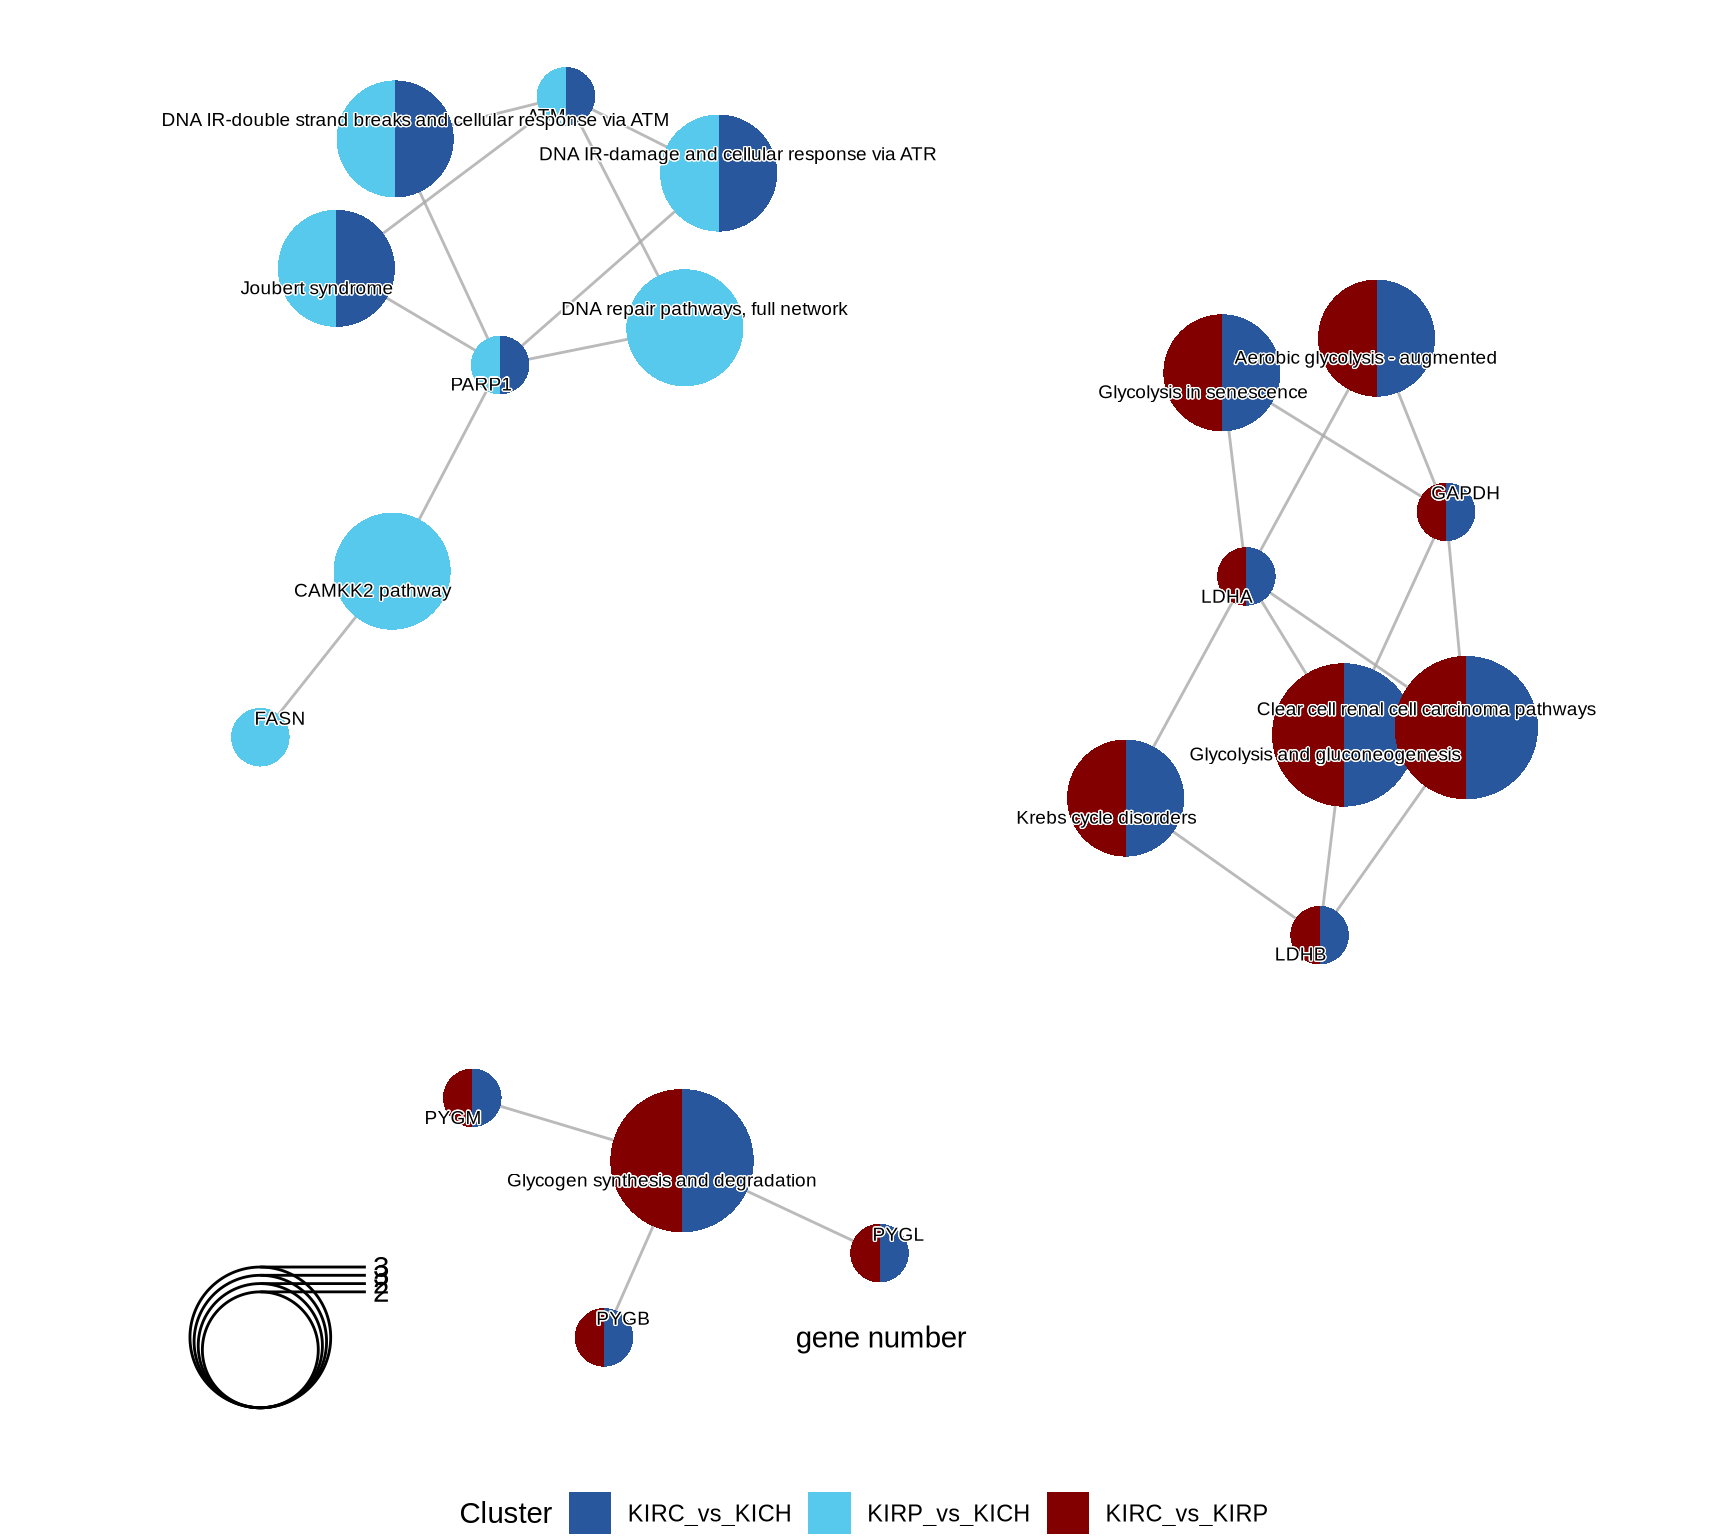 ATM
DNA IR-double strand breaks and cellular response via ATM
DNA IR-damage and cellular response via ATR
Joubert syndrome
DNA repair pathways, full network
PARP1
Aerobic glycolysis - augmented
Glycolysis in senescence
GAPDH
CAMKK2 pathway
LDHA
FASN
Clear cell renal cell carcinoma pathways
Glycolysis and gluconeogenesis
Krebs cycle disorders
LDHB
PYGM
Glycogen synthesis and degradation
PYGL
3
2
PYGB
gene number
Cluster KIRC_vs_KICH KIRP_vs_KICH KIRC_vs_KIRP